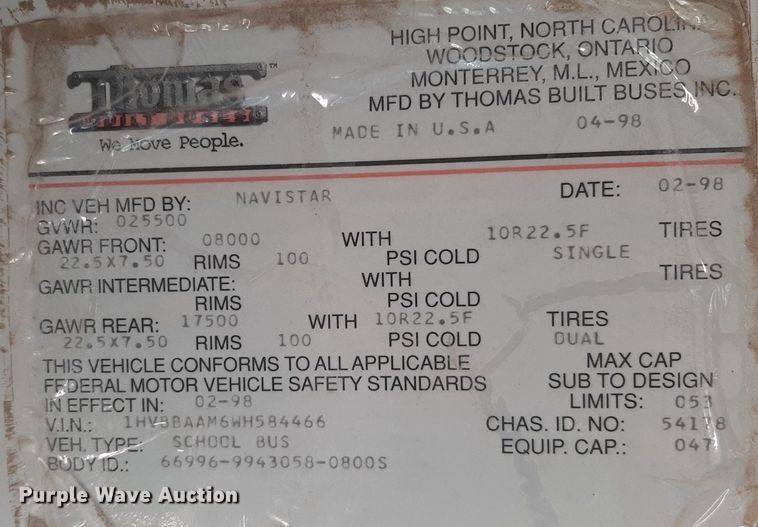 Thomas
BUILT BUSES TM
We Move People.
HIGH POINT, NORTH CAROLINA
WOODSTOCK, ONTARIO
MONTERREY, M.L., MEXICO
MFD BY THOMAS BUILT BUSES INC.
MADE IN U.S.A 04-98
INC VEH MFD BY: NAVISTAR DATE: 02-98
GVWR: 025500
GAWR FRONT: 08000 WITH 10R22.5F TIRES
22.5X7.50 RIMS 100 PSI COLD SINGLE
GAWR INTERMEDIATE: WITH TIRES
RIMS PSI COLD
GAWR REAR: 17500 WITH 10R22.5F TIRES
22.5X7.50 RIMS 100 PSI COLD DUAL
THIS VEHICLE CONFORMS TO ALL APPLICABLE
FEDERAL MOTOR VEHICLE SAFETY STANDARDS
IN EFFECT IN: 02-98
V.I.N.: 1HVBBAAM6WH584466
VEH. TYPE: SCHOOL BUS
BODY ID.: 66996-9943058-0800S
MAX CAP
SUB TO DESIGN
LIMITS: 053
CHAS. ID. NO: 54178
EQUIP. CAP.: 047
Purple Wave Auction